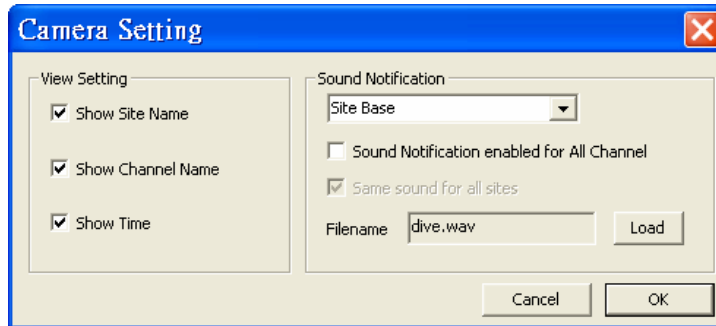 Camera Setting
View Setting
Show Site Name
Show Channel Name
Show Time
Sound Notification
Site Base
Sound Notification enabled for All Channel
Same sound for all sites
Filename dive.wav Load
Cancel OK